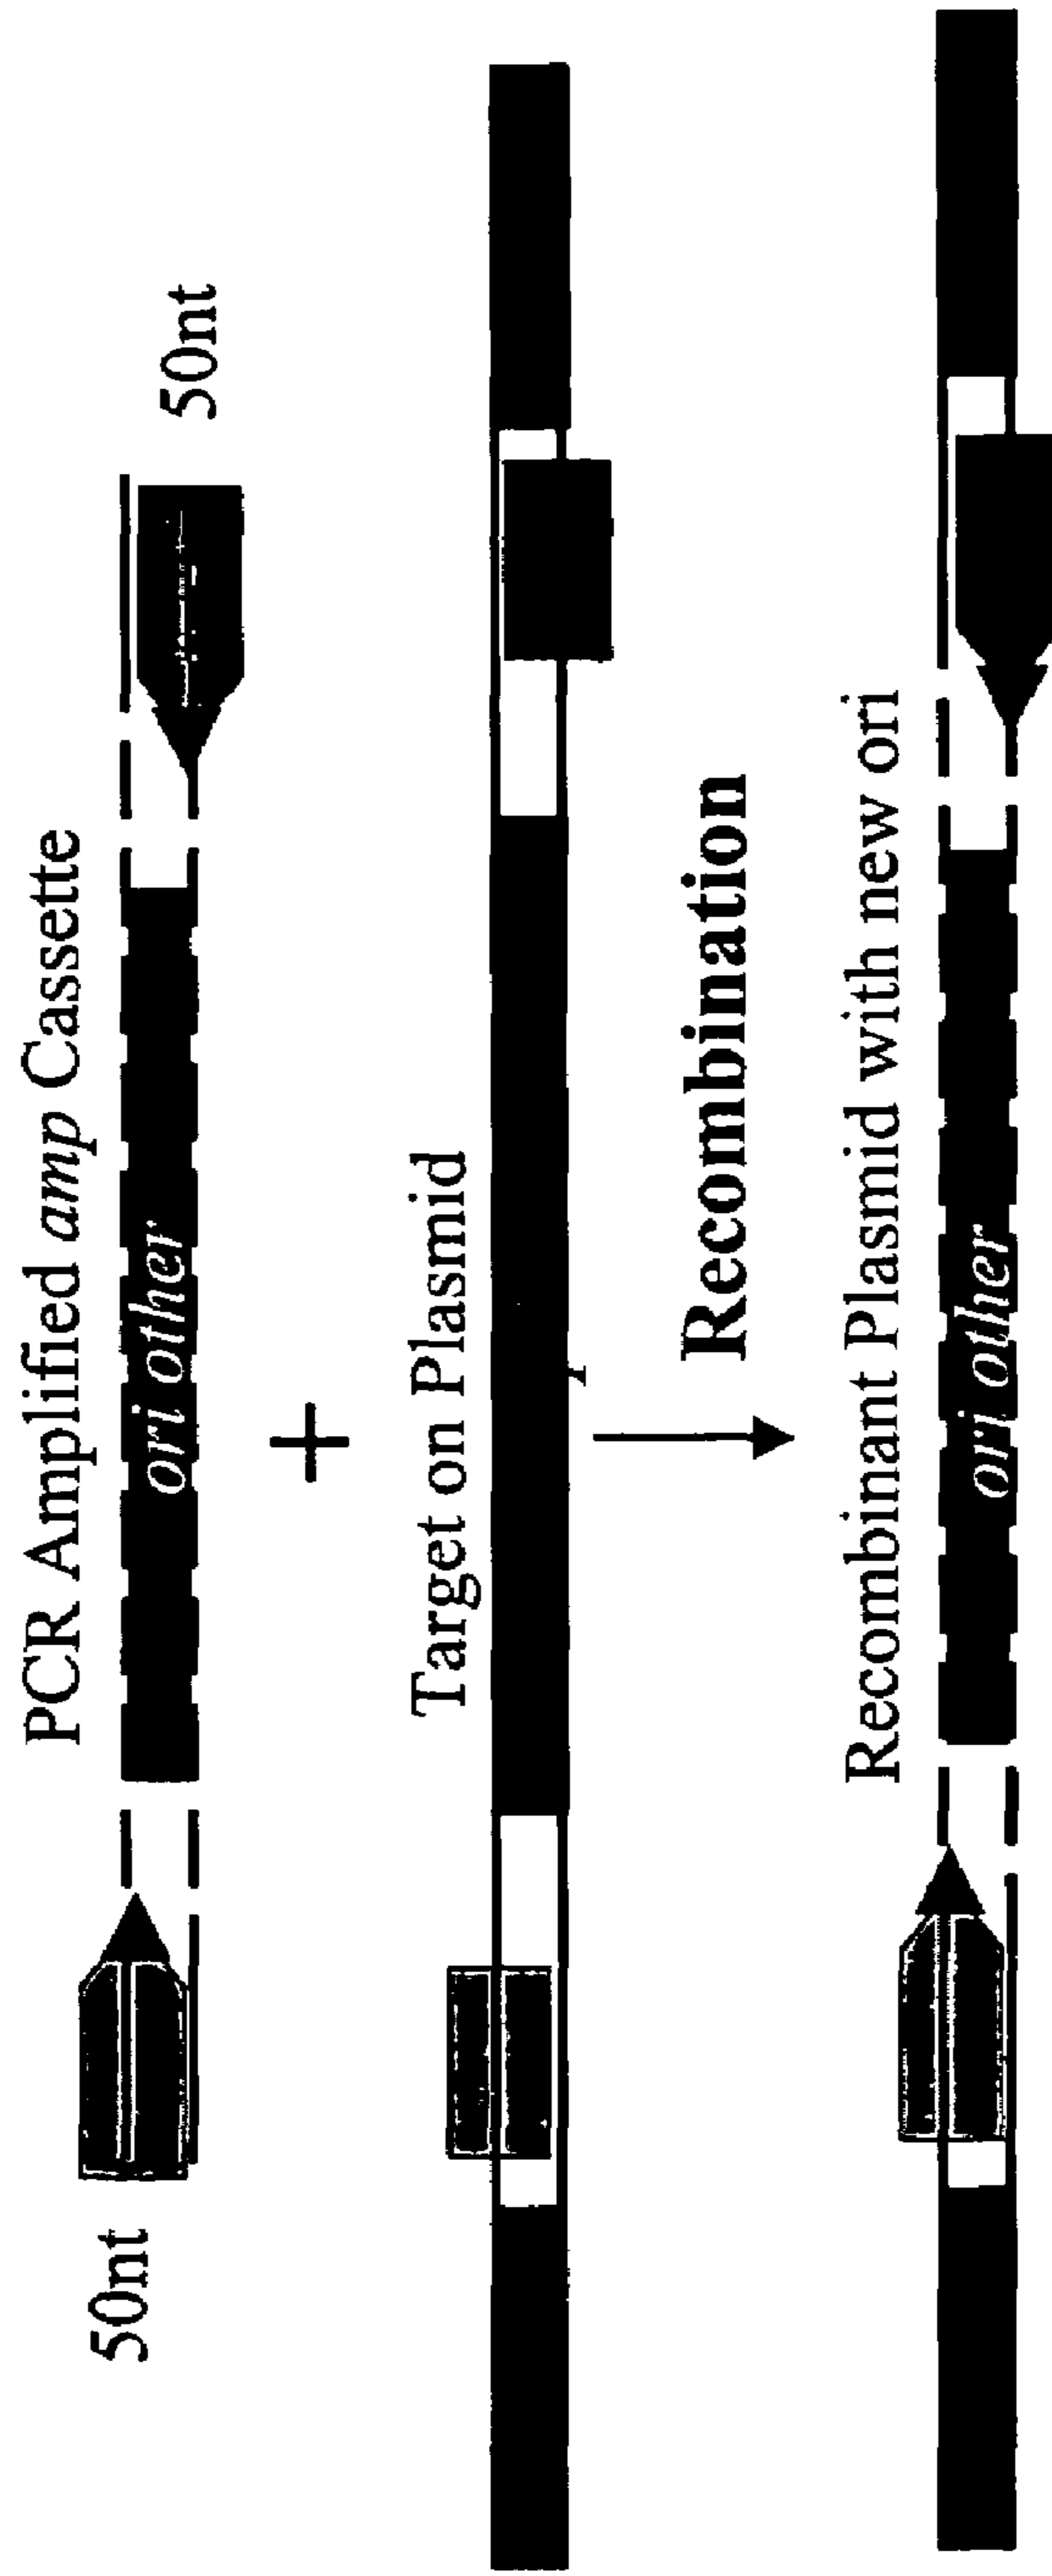 PCR Amplified amp Cassette
50nt
ori other
50nt
+
Target on Plasmid
Recombination
Recombinant Plasmid with new ori
ori other